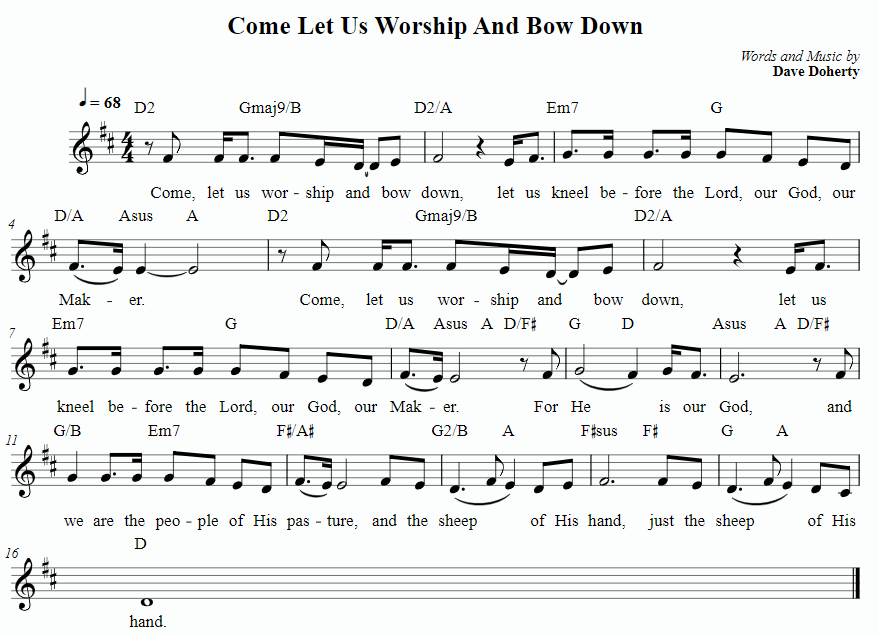 Come Let Us Worship And Bow Down
Words and Music by
Dave Doherty
= 68
D2 Gmaj9/B D2/A Em7 G
4
4
Come, let us wor - ship and bow down, let us kneel be - fore the Lord, our God, our
4
D/A Asus A D2 Gmaj9/B D2/A
Mak - er. Come, let us wor - ship and bow down, let us
7
Em7 G D/A Asus A D/F♯ G D Asus A D/F♯
kneel be - fore the Lord, our God, our Mak - er. For He is our God, and
11
G/B Em7 F♯/A♯ G2/B A F♯sus F♯ G A
we are the peo - ple of His pas - ture, and the sheep of His hand, just the sheep of His
16
D
hand.